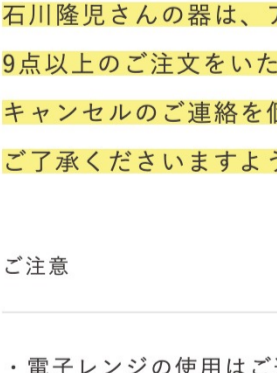 石川隆児さんの器は、
9点以上のご注文をいた
キャンセルのご連絡を
ご了承くださいますよう
ご注意
・電子レンジの使用はご